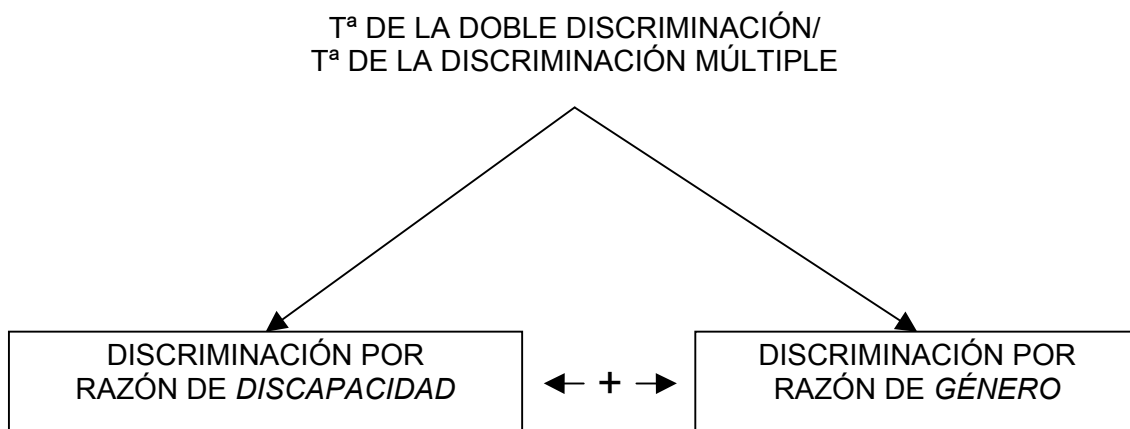 Tª DE LA DOBLE DISCRIMINACIÓN/
Tª DE LA DISCRIMINACIÓN MÚLTIPLE
DISCRIMINACIÓN POR
RAZÓN DE DISCAPACIDAD
+
DISCRIMINACIÓN POR
RAZÓN DE GÉNERO